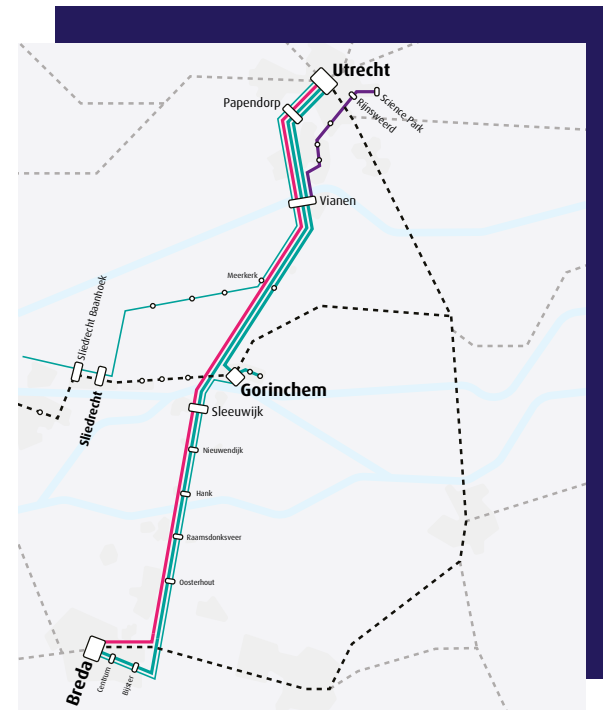 Utrecht
Papendorp
Science Park
Rijnsweerd
Vianen
Meerkerk
Sliedrecht Baanhoek
Gorinchem
Sliedrecht
Sleeuwijk
Nieuwendijk
Hank
Raamsdonksveer
Oosterhout
Breda
Centrum
Bijster